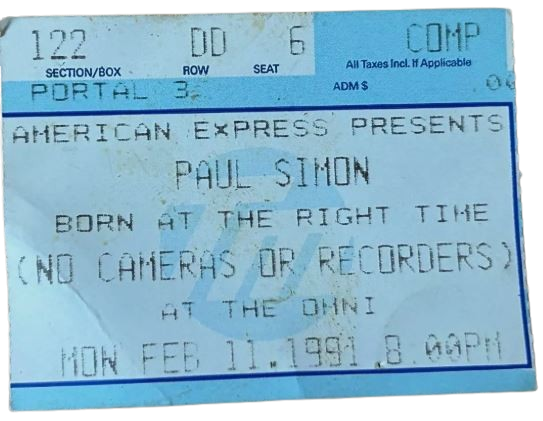 122 DD 6 COMP
SECTION/BOX ROW SEAT All Taxes Incl. If Applicable
PORTAL 3 ADM $ .00
AMERICAN EXPRESS PRESENTS
PAUL SIMON
BORN AT THE RIGHT TIME
(NO CAMERAS OR RECORDERS)
AT THE OMNI
MON FEB 11,1991 8:00PM